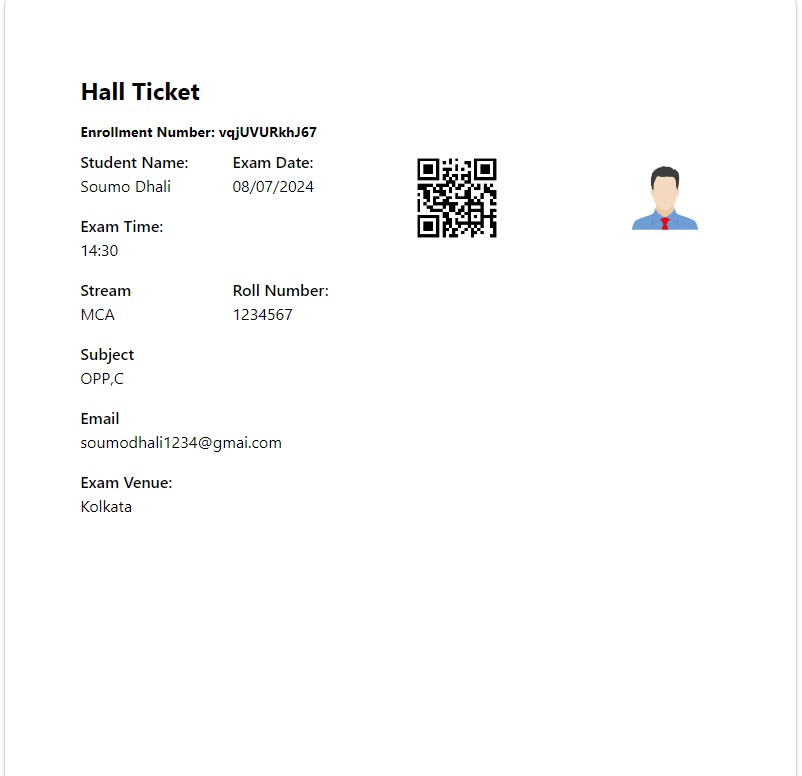 Hall Ticket
Enrollment Number: vqjUVURkhJ67
Student Name: Exam Date:
Soumo Dhali 08/07/2024
Exam Time:
14:30
Stream Roll Number:
MCA 1234567
Subject
OPP,C
Email
soumodhali1234@gmai.com
Exam Venue:
Kolkata